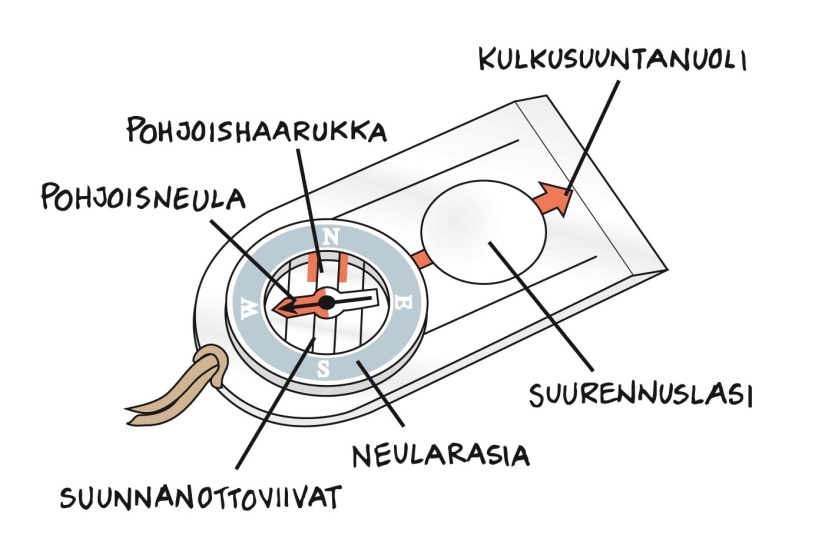 KULKUSUUNTANUOLI
POHJOISHAARUKKA
POHJOISNEULA
N
W
E
S
SUURENNUSLASI
NEULARASIA
SUUNNANOTTOVIIVAT